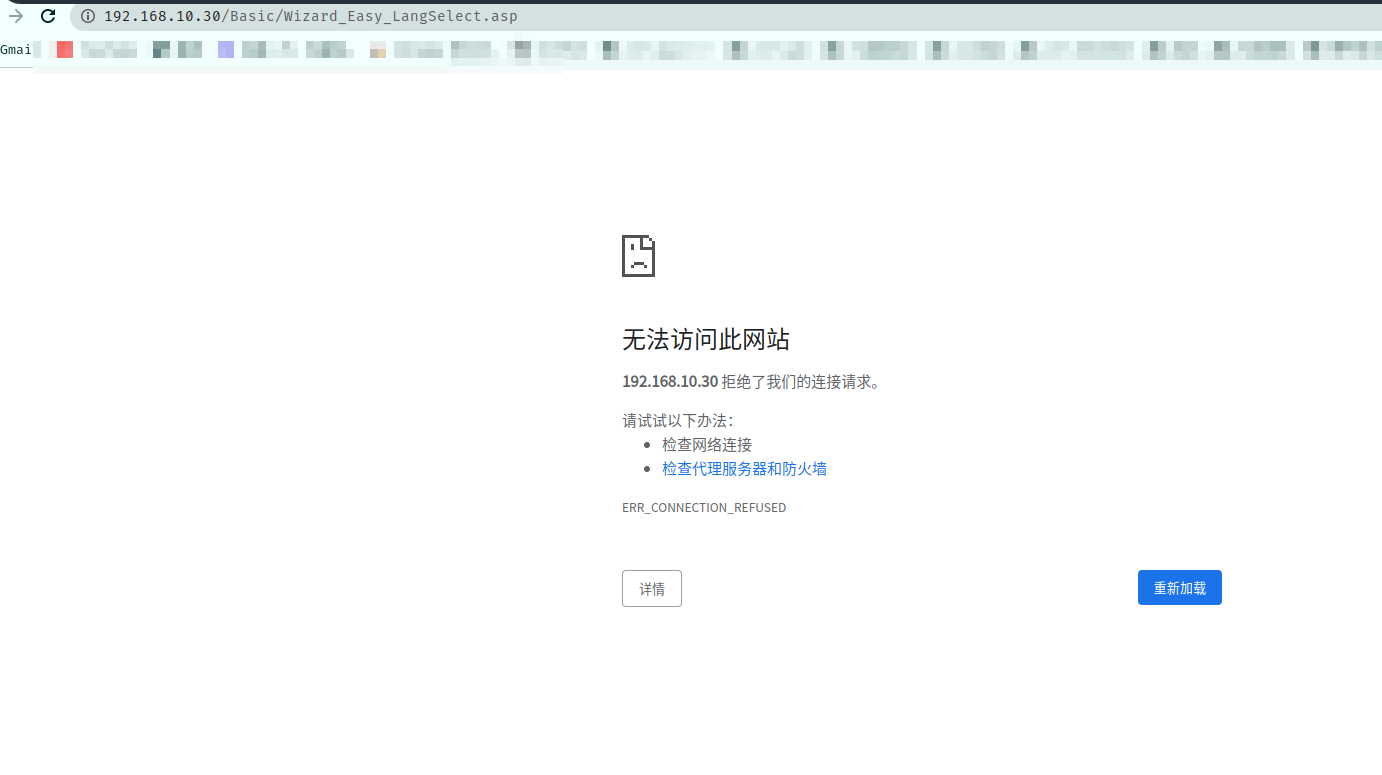 192.168.10.30/Basic/Wizard_Easy_LangSelect.asp
Gmai
无法访问此网站
192.168.10.30 拒绝了我们的连接请求。
请试试以下办法：
检查网络连接
检查代理服务器和防火墙
ERR_CONNECTION_REFUSED
详情
重新加载